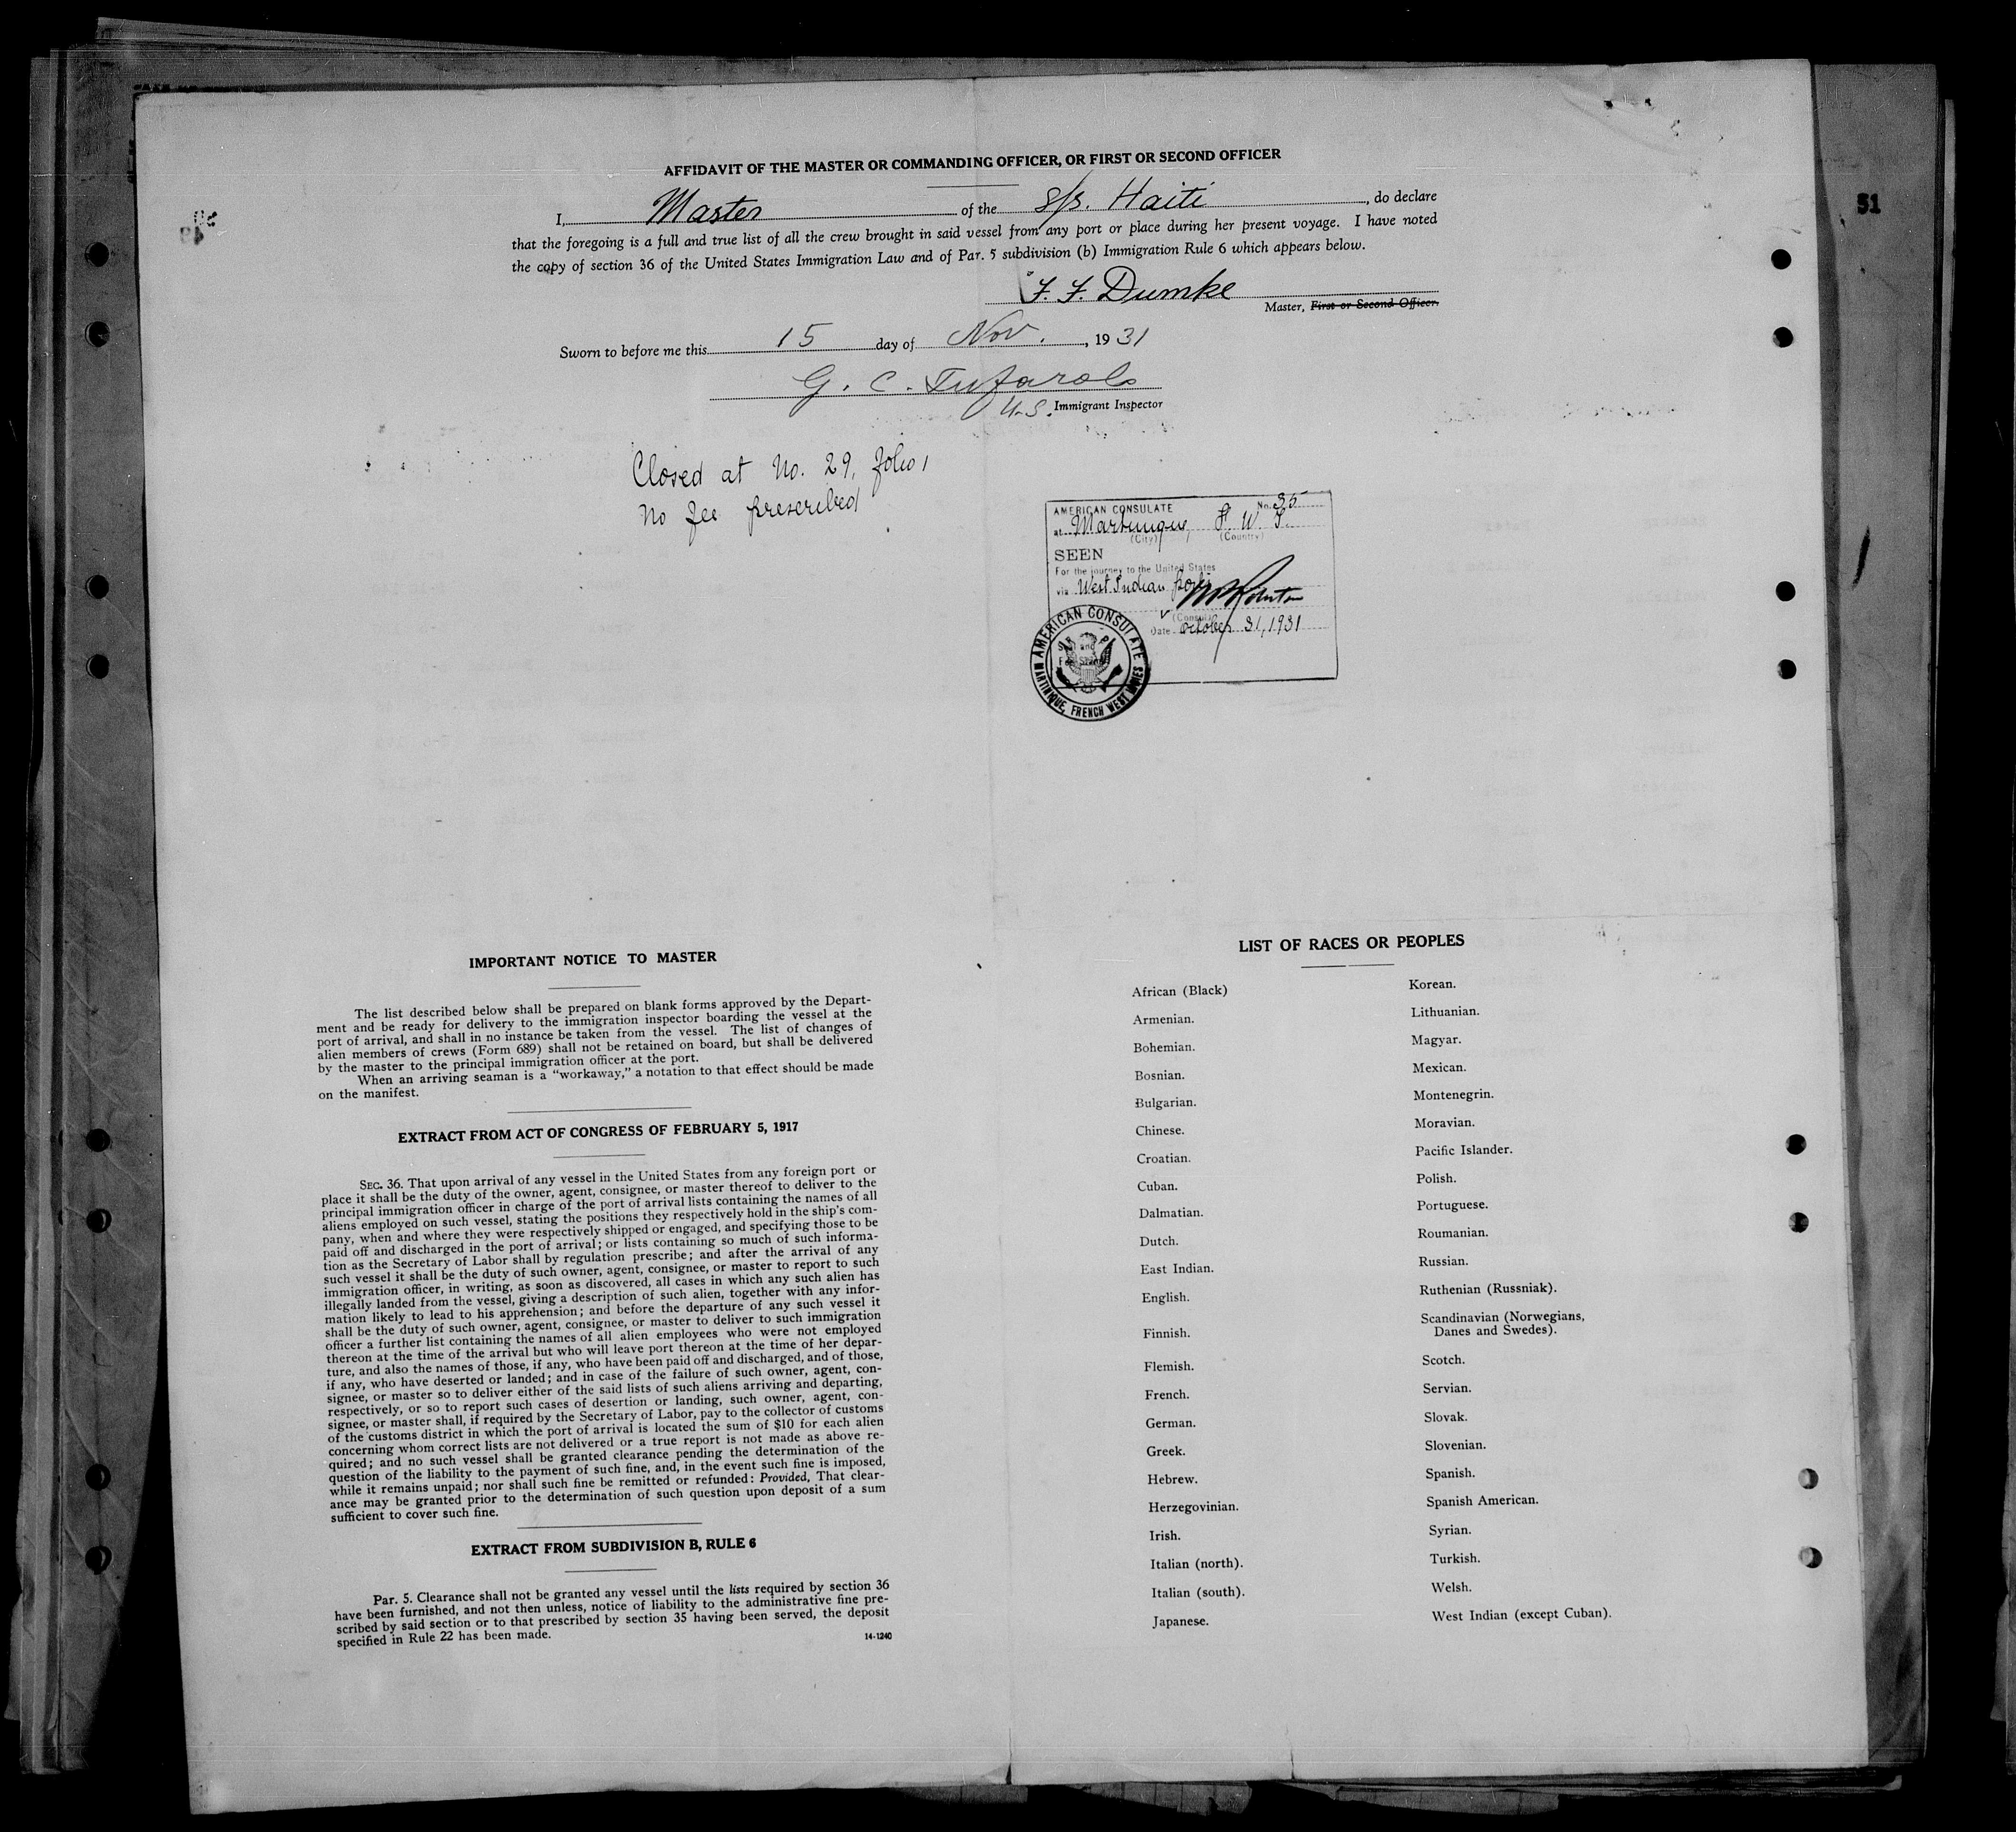 AFFIDAVIT OF THE MASTER OR COMMANDING OFFICER, OR FIRST OR SECOND OFFICER
I, Master of the S/S. Haiti, do declare
that the foregoing is a full and true list of all the crew brought in said vessel from any port or place during her present voyage. I have noted
the copy of section 36 of the United States Immigration Law and of Par. 5 subdivision (b) Immigration Rule 6 which appears below.
F. F. Dumke
Master, First or Second Officer.
Sworn to before me this 15 day of Nov., 1931
G. C.
U.S. Immigrant Inspector
51
Closed at No. 29, folio 1
No fee prescribed
AMERICAN CONSULATE No. 35
at Martinique, F. W. I.
(City) (Country)
SEEN
For the journey to the United States
via West Indian ports
(Consul)
Date October 31, 1931
AMERICAN CONSULATE
MARTINIQUE, FRENCH WEST INDIES
IMPORTANT NOTICE TO MASTER
The list described below shall be prepared on blank forms approved by the Depart-
ment and be ready for delivery to the immigration inspector boarding the vessel at the
port of arrival, and shall in no instance be taken from the vessel. The list of changes of
alien members of crews (Form 689) shall not be retained on board, but shall be delivered
by the master to the principal immigration officer at the port.
When an arriving seaman is a "workaway," a notation to that effect should be made
on the manifest.
EXTRACT FROM ACT OF CONGRESS OF FEBRUARY 5, 1917
SEC. 36. That upon arrival of any vessel in the United States from any foreign port or
place it shall be the duty of the owner, agent, consignee, or master thereof to deliver to the
principal immigration officer in charge of the port of arrival lists containing the names of all
aliens employed on such vessel, stating the positions they respectively hold in the ship's com-
pany, when and where they were respectively shipped or engaged, and specifying those to be
paid off and discharged in the port of arrival; or lists containing so much of such informa-
tion as the Secretary of Labor shall by regulation prescribe; and after the arrival of any
such vessel it shall be the duty of such owner, agent, consignee, or master to report to such
immigration officer, in writing, as soon as discovered, all cases in which any such alien has
illegally landed from the vessel, giving a description of such alien, together with any infor-
mation likely to lead to his apprehension; and before the departure of any such vessel it
shall be the duty of such owner, agent, consignee, or master to deliver to such immigration
officer a further list containing the names of all alien employees who were not employed
thereon at the time of the arrival but who will leave port thereon at the time of her depar-
ture, and also the names of those, if any, who have been paid off and discharged, and of those,
if any, who have deserted or landed; and in case of the failure of such owner, agent, con-
signee, or master so to deliver either of the said lists of such aliens arriving and departing,
respectively, or so to report such cases of desertion or landing, such owner, agent, con-
signee, or master shall, if required by the Secretary of Labor, pay to the collector of customs
of the customs district in which the port of arrival is located the sum of $10 for each alien
concerning whom correct lists are not delivered or a true report is not made as above re-
quired; and no such vessel shall be granted clearance pending the determination of the
question of the liability to the payment of such fine, and, in the event such fine is imposed,
while it remains unpaid; nor shall such fine be remitted or refunded: Provided, That clear-
ance may be granted prior to the determination of such question upon deposit of a sum
sufficient to cover such fine.
EXTRACT FROM SUBDIVISION B, RULE 6
Par. 5. Clearance shall not be granted any vessel until the lists required by section 36
have been furnished, and not then unless, notice of liability to the administrative fine pre-
scribed by said section or to that prescribed by section 35 having been served, the deposit
specified in Rule 22 has been made.
14-1240
LIST OF RACES OR PEOPLES
African (Black)
Armenian.
Bohemian.
Bosnian.
Bulgarian.
Chinese.
Croatian.
Cuban.
Dalmatian.
Dutch.
East Indian.
English.
Finnish.
Flemish.
French.
German.
Greek.
Hebrew.
Herzegovinian.
Irish.
Italian (north).
Italian (south).
Japanese.
Korean.
Lithuanian.
Magyar.
Mexican.
Montenegrin.
Moravian.
Pacific Islander.
Polish.
Portuguese.
Roumanian.
Russian.
Ruthenian (Russniak).
Scandinavian (Norwegians,
Danes and Swedes).
Scotch.
Servian.
Slovak.
Slovenian.
Spanish.
Spanish American.
Syrian.
Turkish.
Welsh.
West Indian (except Cuban).